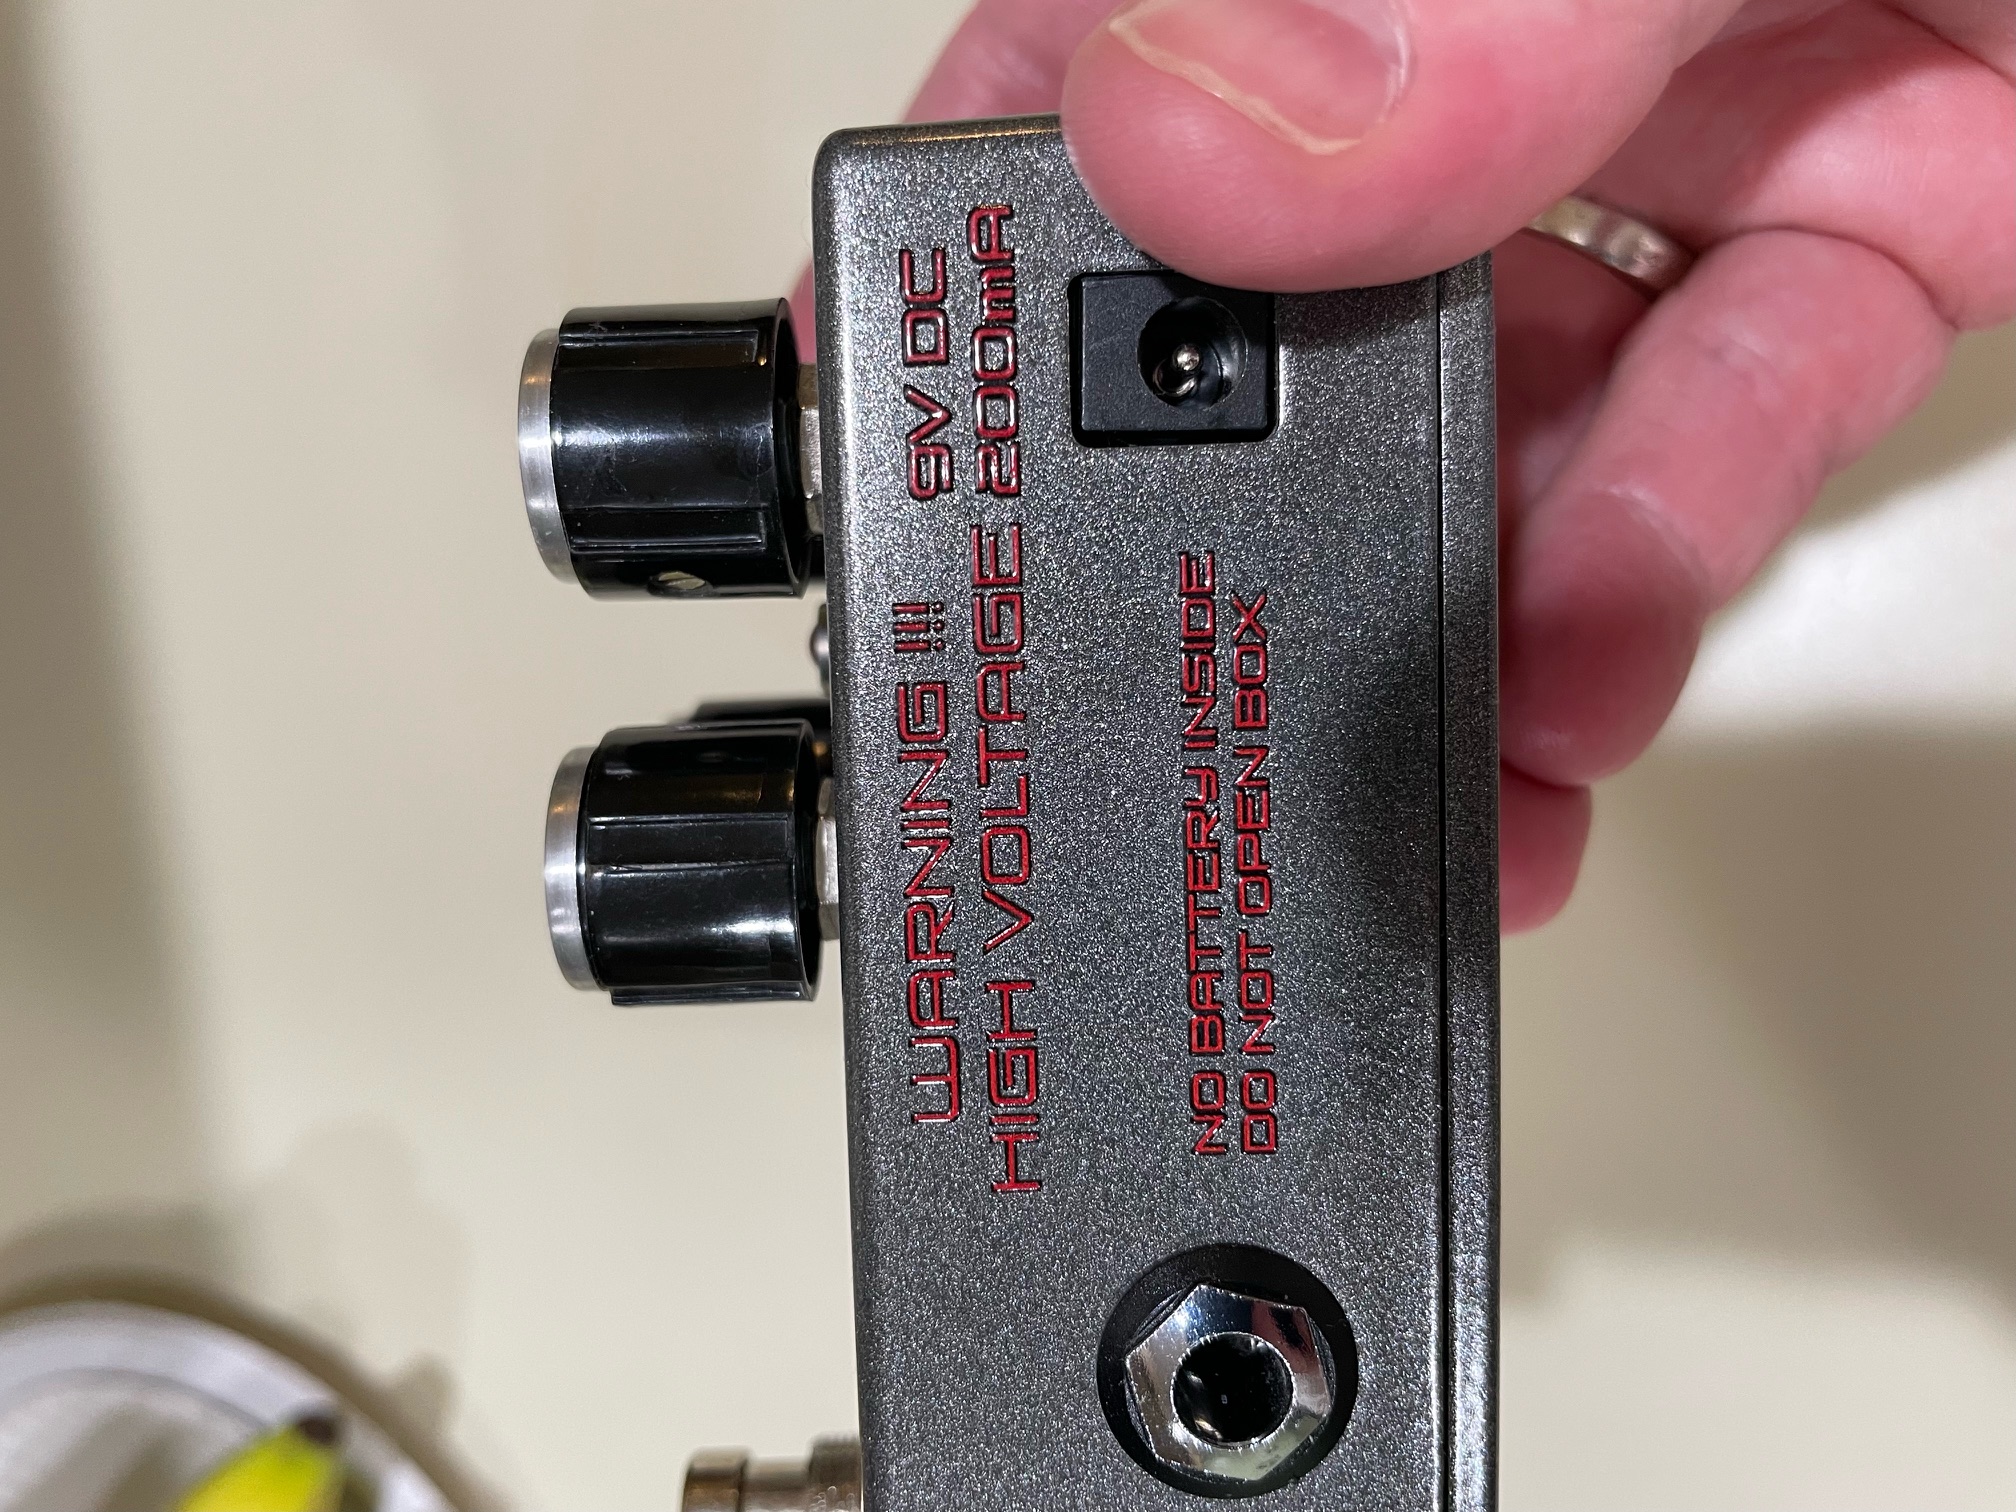 WARNING !!! 9V DC
HIGH VOLTAGE 200mA
NO BATTERY INSIDE
DO NOT OPEN BOX